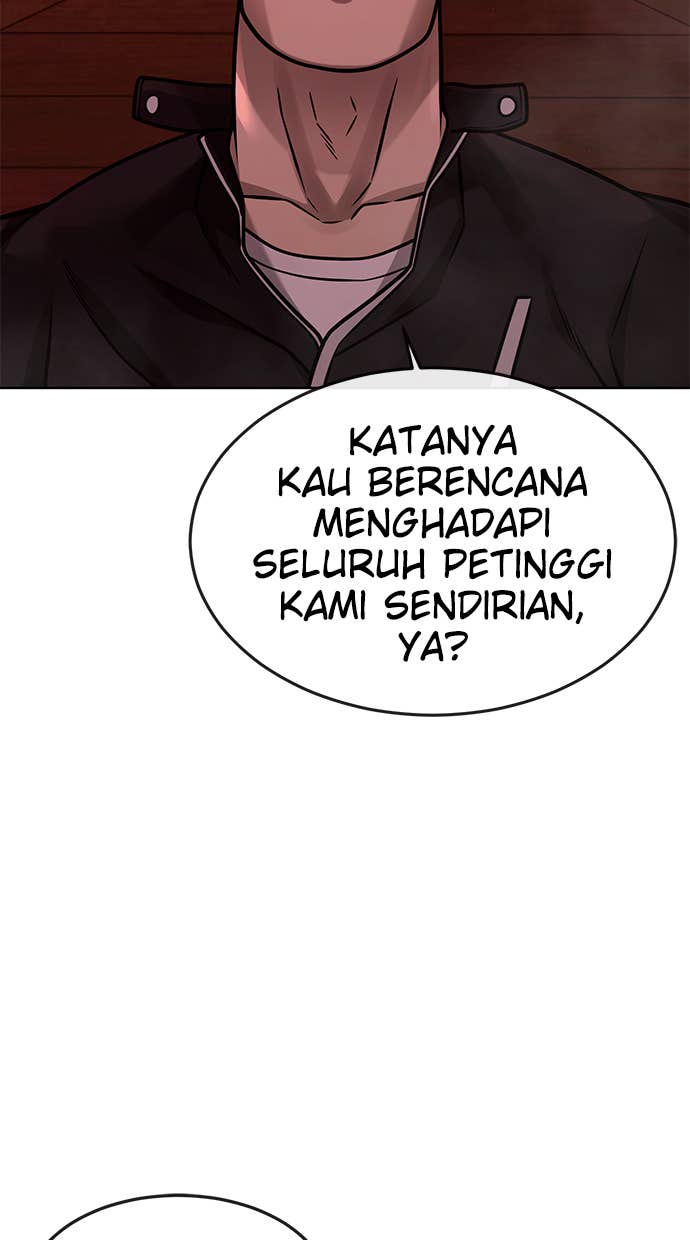 KATANYA
KAU BERENCANA
MENGHADAPI
SELURUH PETINGGI
KAMI SENDIRIAN,
YA?